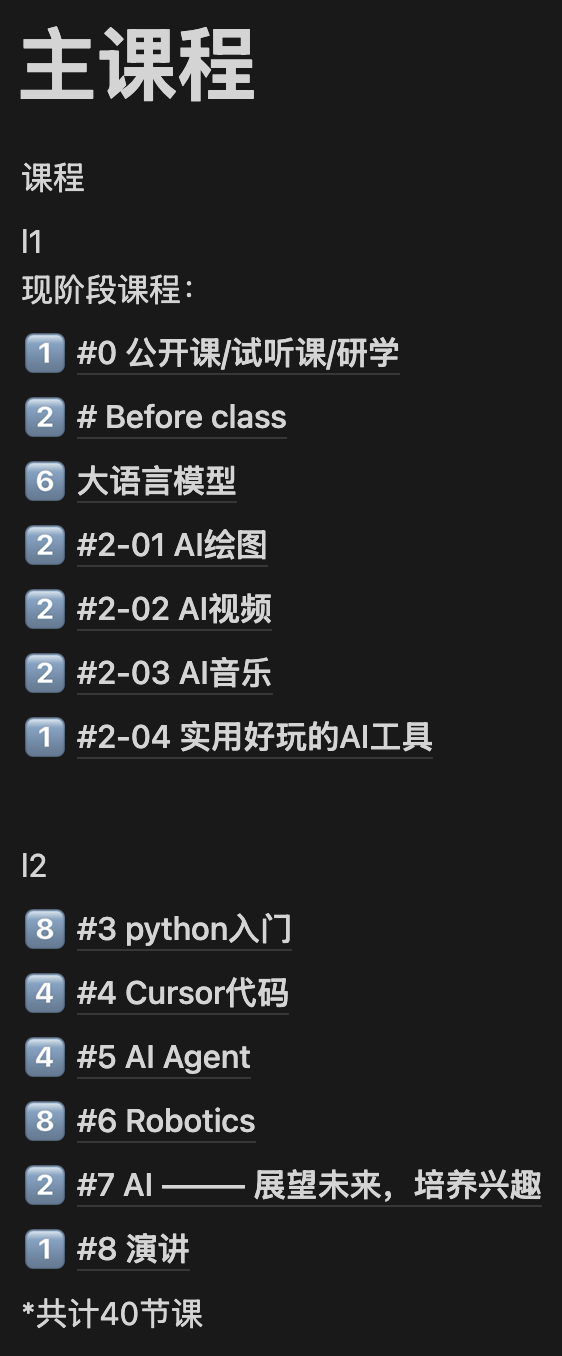 主课程
课程
l1
现阶段课程：
1 #0 公开课/试听课/研学
2 # Before class
6 大语言模型
2 #2-01 AI绘图
2 #2-02 AI视频
2 #2-03 AI音乐
1 #2-04 实用好玩的AI工具
l2
8 #3 python入门
4 #4 Cursor代码
4 #5 AI Agent
8 #6 Robotics
2 #7 AI ——— 展望未来，培养兴趣
1 #8 演讲
*共计40节课